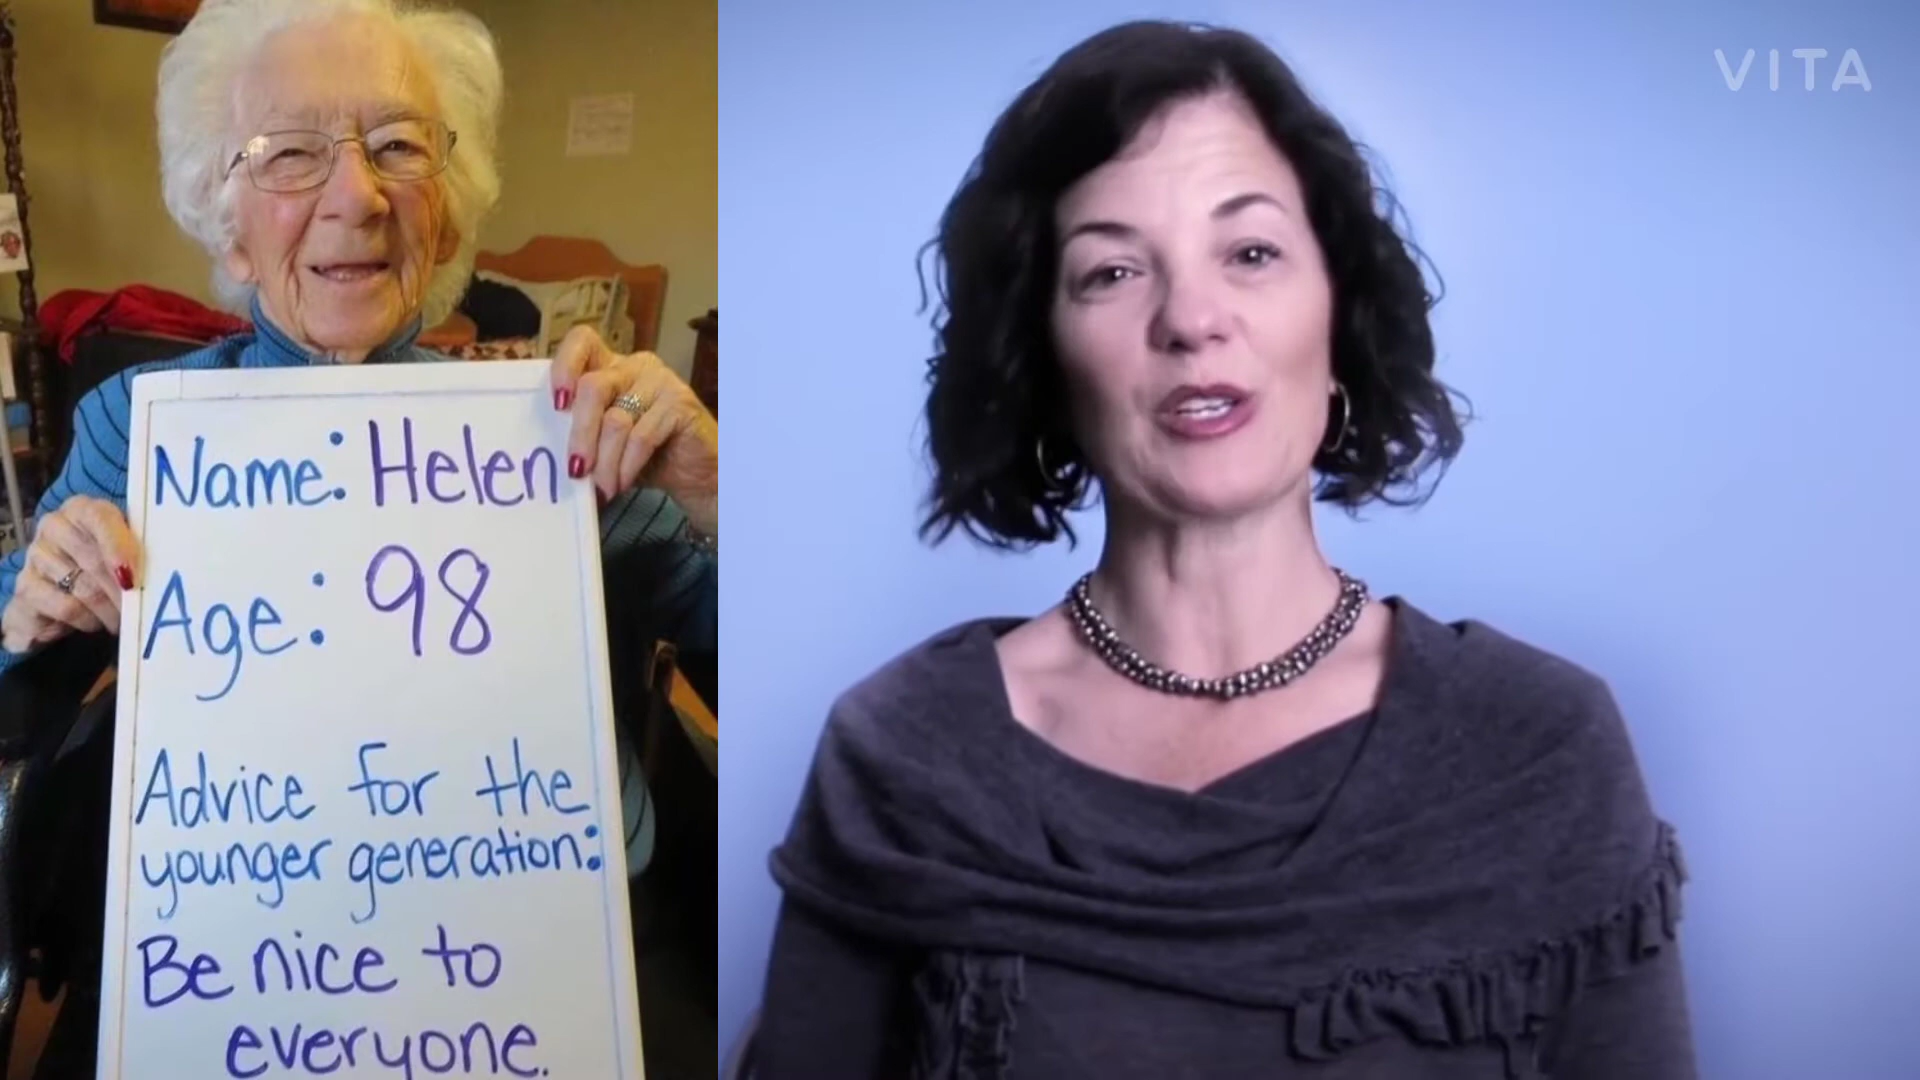 Name: Helen
Age: 98
Advice for the
younger generation:
Be nice to
everyone.
VITA